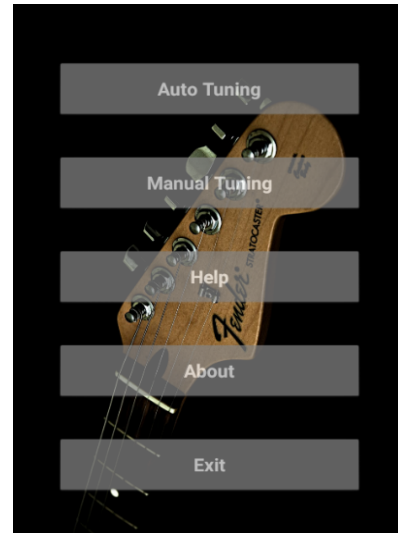 Auto Tuning
Manual Tuning
STRATOCASTER
Help
Fender
About
Exit